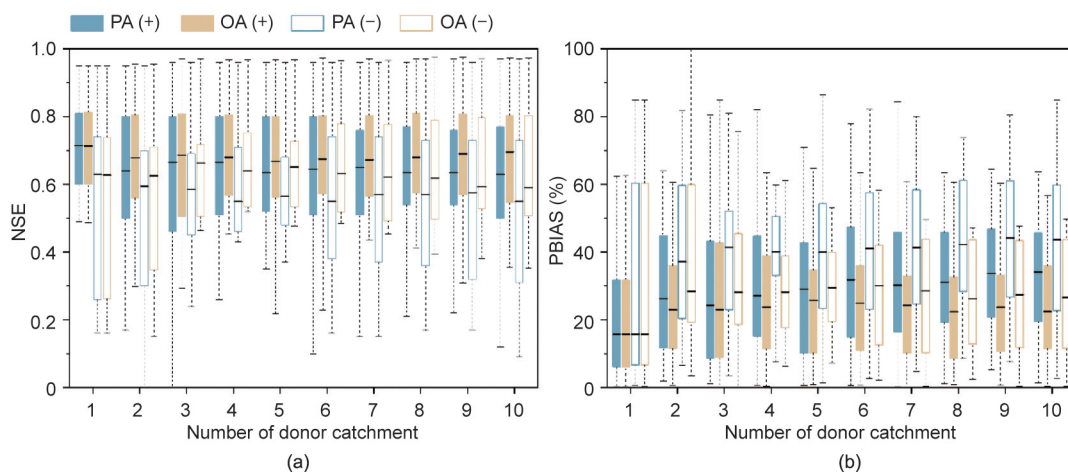 PA (+) OA (+) PA (−) OA (−)
1.0
0.8
0.6
0.4
0.2
0
NSE
1 2 3 4 5 6 7 8 9 10
Number of donor catchment
(a)
100
80
60
40
20
0
PBIAS (%)
1 2 3 4 5 6 7 8 9 10
Number of donor catchment
(b)